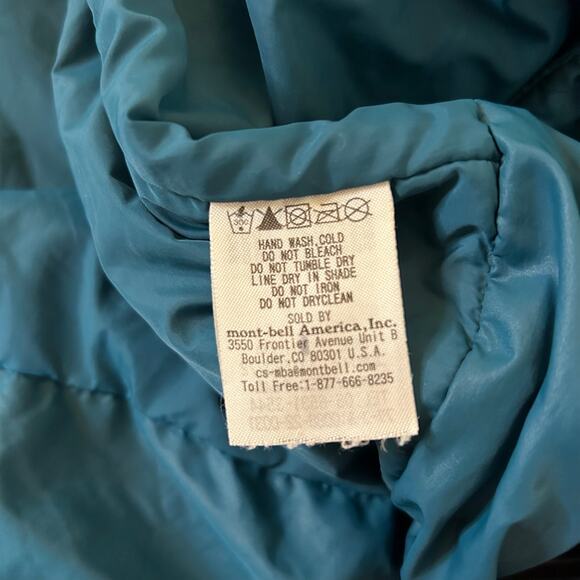 30C
HAND WASH,COLD
DO NOT BLEACH
DO NOT TUMBLE DRY
LINE DRY IN SHADE
DO NOT IRON
DO NOT DRYCLEAN
SOLD BY
mont-bell America,Inc.
3550 Frontier Avenue Unit B
Boulder,CO 80301 U.S.A.
cs-mba@montbell.com
Toll Free:1-877-666-8235